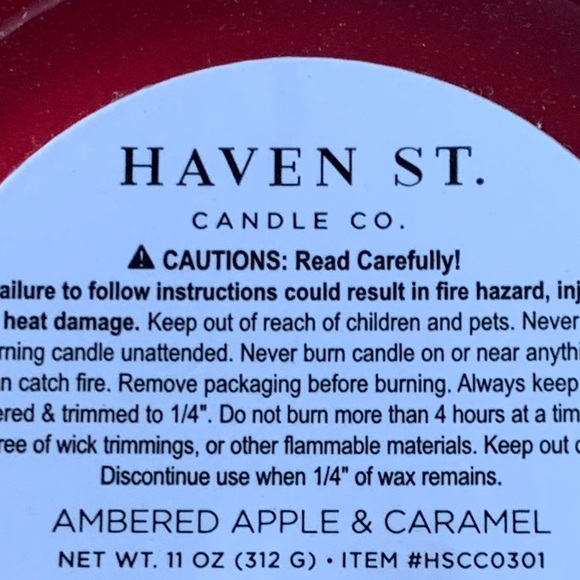 HAVEN ST.
CANDLE CO.
⚠ CAUTIONS: Read Carefully!
ailure to follow instructions could result in fire hazard, inj
heat damage. Keep out of reach of children and pets. Never
rning candle unattended. Never burn candle on or near anythi
n catch fire. Remove packaging before burning. Always keep
ered & trimmed to 1/4". Do not burn more than 4 hours at a tim
ree of wick trimmings, or other flammable materials. Keep out o
Discontinue use when 1/4" of wax remains.
AMBERED APPLE & CARAMEL
NET WT. 11 OZ (312 G) • ITEM #HSCC0301